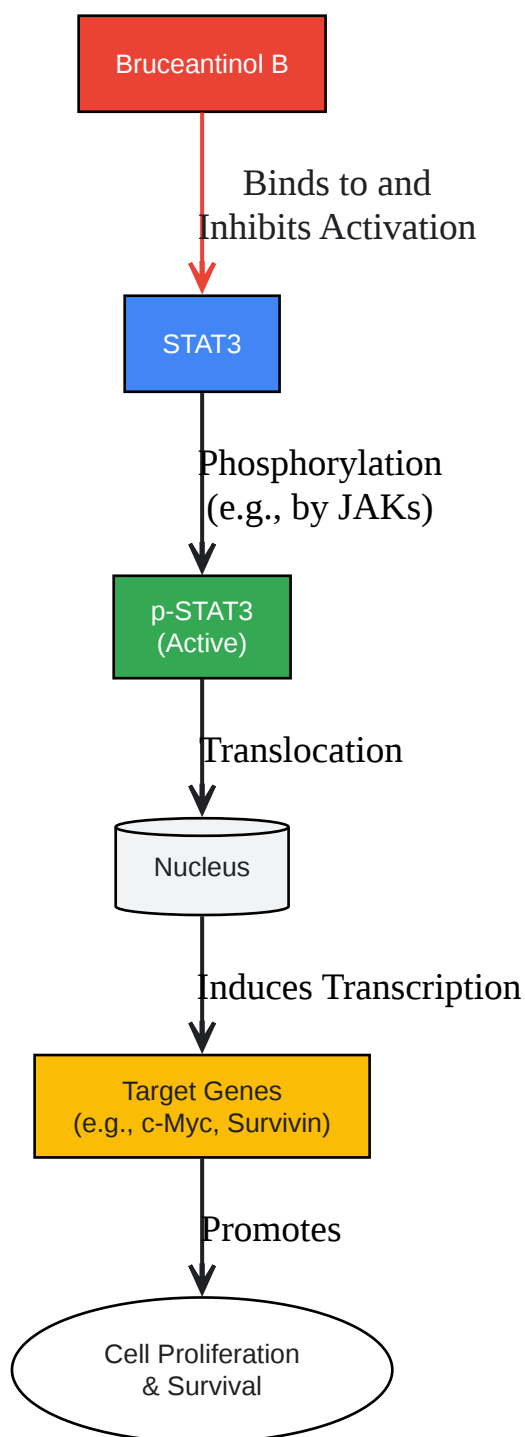 Bruceantinol B
Binds to and
Inhibits Activation
STAT3
Phosphorylation
(e.g., by JAKs)
p-STAT3
(Active)
Translocation
Nucleus
Induces Transcription
Target Genes
(e.g., c-Myc, Survivin)
Promotes
Cell Proliferation
& Survival